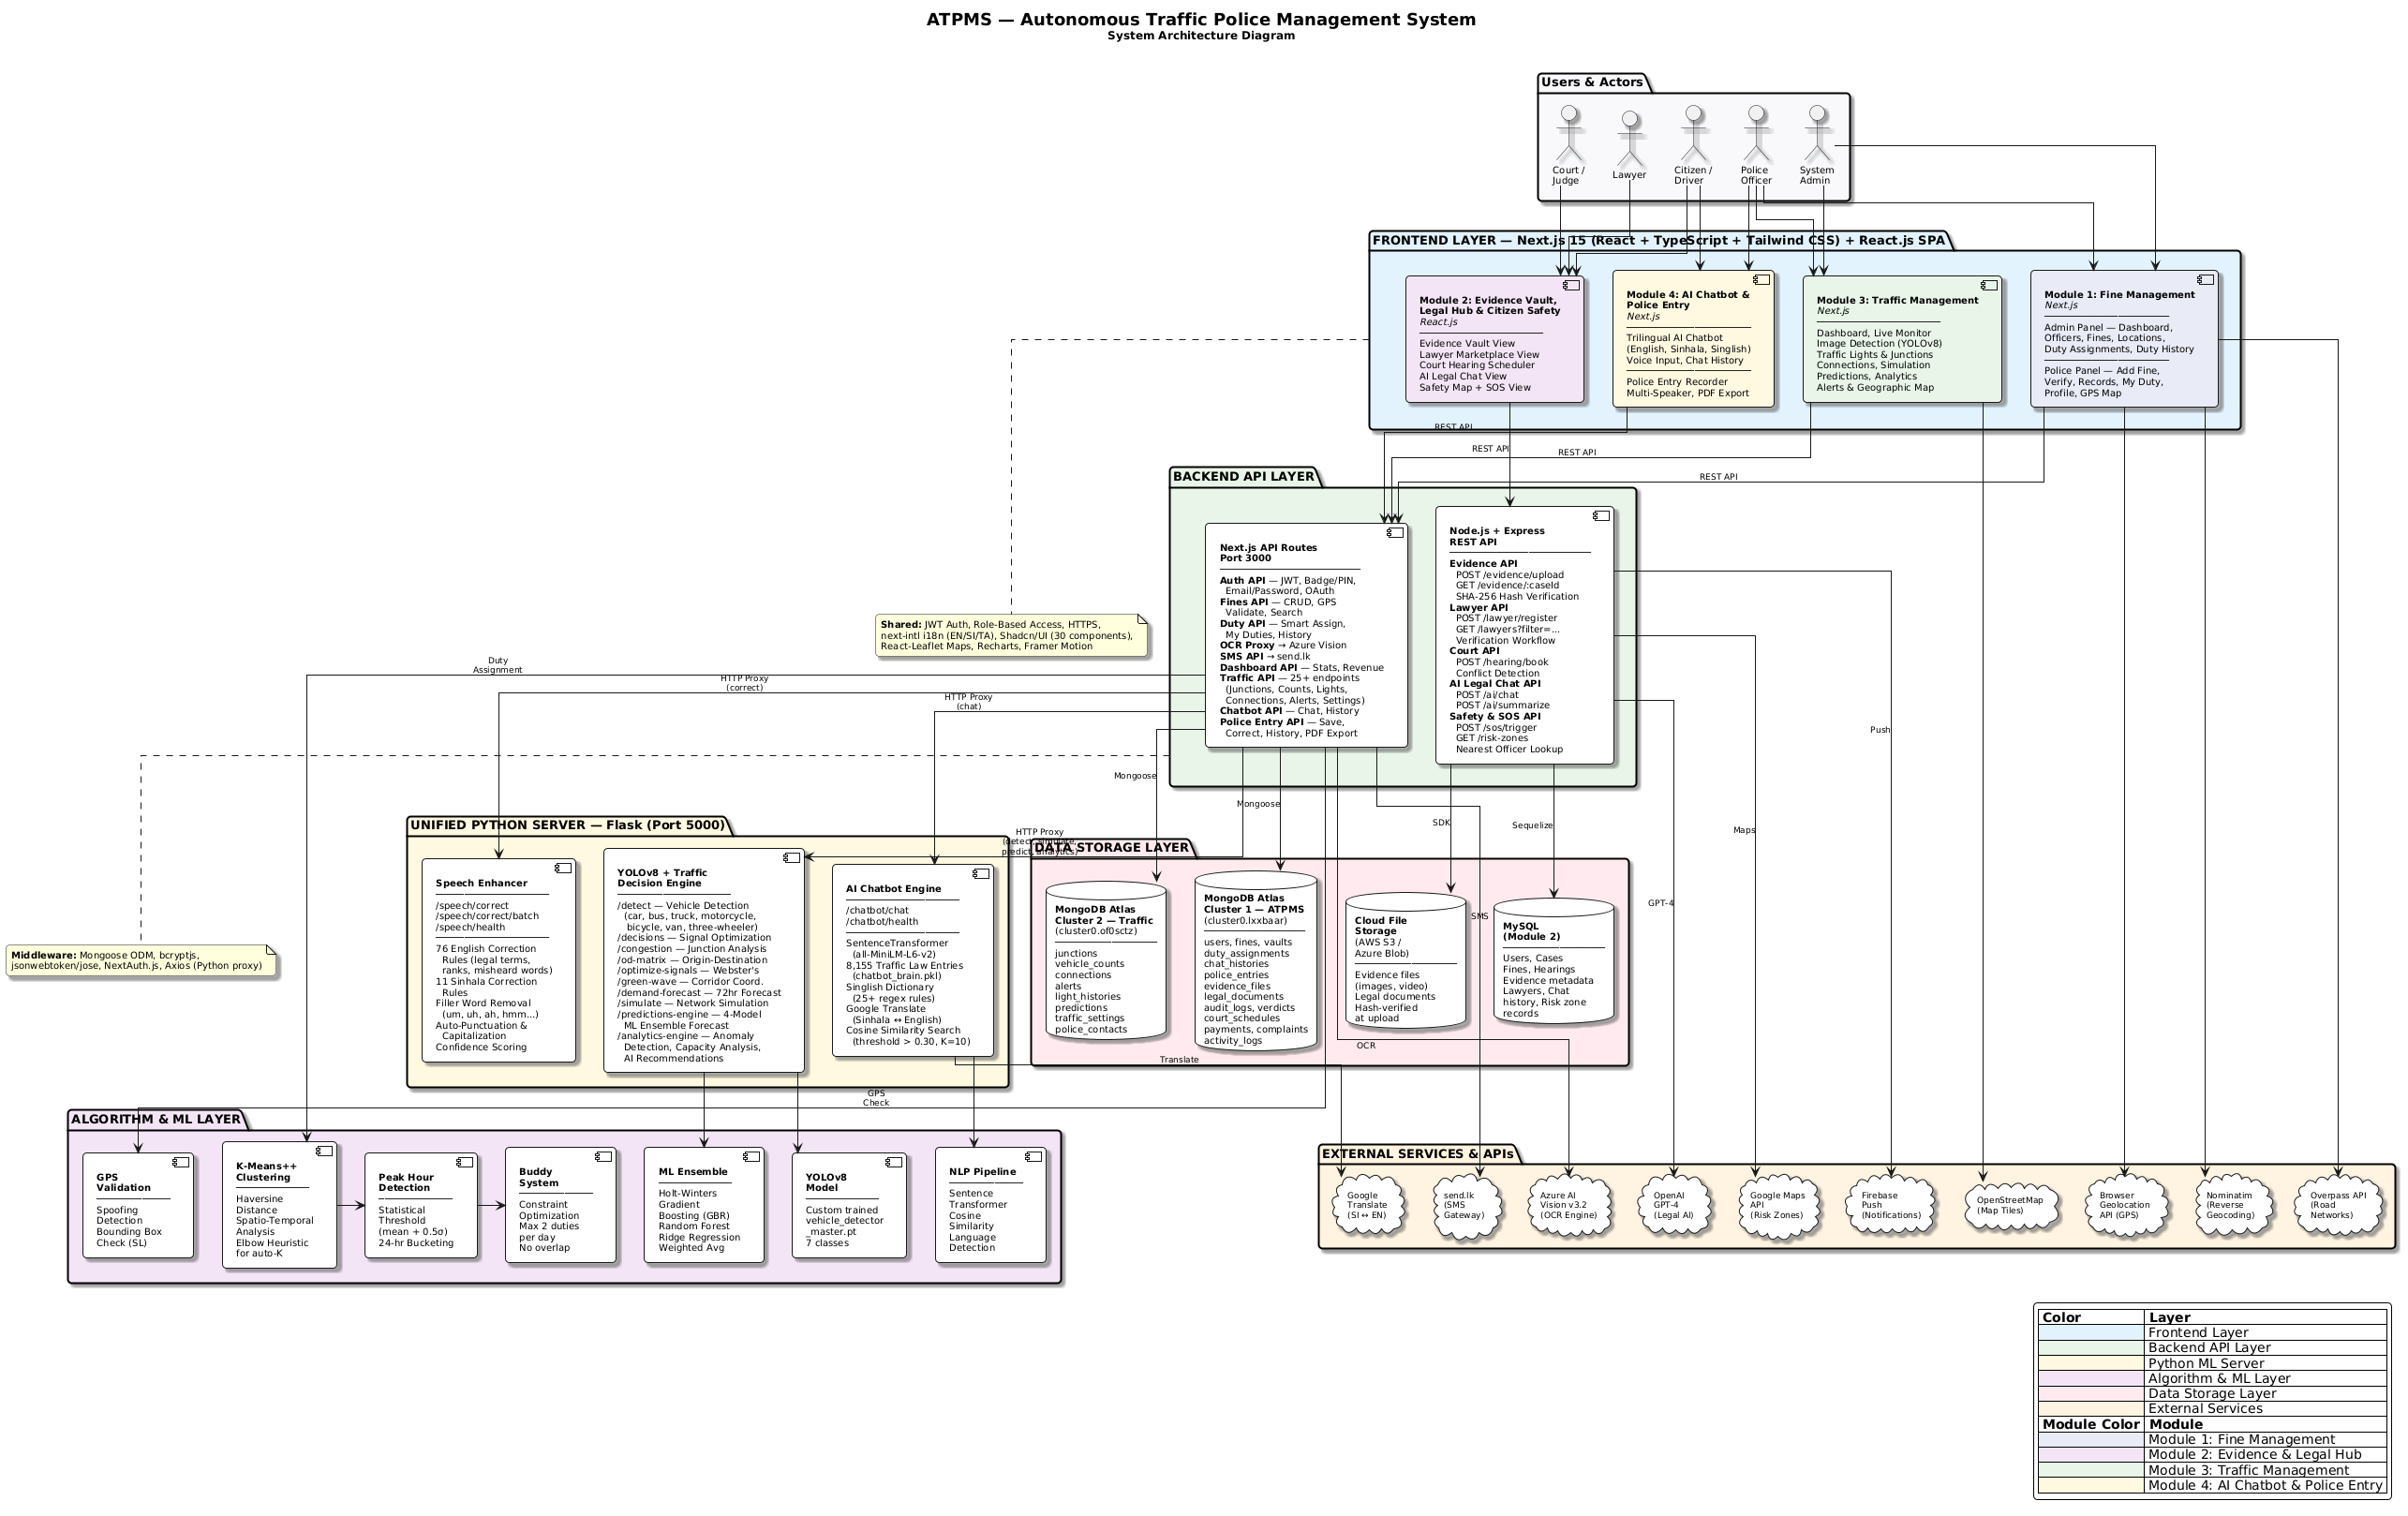 ATPMS — Autonomous Traffic Police Management System
System Architecture Diagram
Users & Actors
Court /
Judge
Lawyer
Citizen /
Driver
Police
Officer
System
Admin
FRONTEND LAYER — Next.js 15 (React + TypeScript + Tailwind CSS) + React.js SPA
Module 2: Evidence Vault,
Legal Hub & Citizen Safety
React.js
Evidence Vault View
Lawyer Marketplace View
Court Hearing Scheduler
AI Legal Chat View
Safety Map + SOS View
Module 4: AI Chatbot &
Police Entry
Next.js
Trilingual AI Chatbot
(English, Sinhala, Singlish)
Voice Input, Chat History
Police Entry Recorder
Multi-Speaker, PDF Export
Module 3: Traffic Management
Next.js
Dashboard, Live Monitor
Image Detection (YOLOv8)
Traffic Lights & Junctions
Connections, Simulation
Predictions, Analytics
Alerts & Geographic Map
Module 1: Fine Management
Next.js
Admin Panel — Dashboard,
Officers, Fines, Locations,
Duty Assignments, Duty History
Police Panel — Add Fine,
Verify, Records, My Duty,
Profile, GPS Map
REST API
REST API
REST API
REST API
BACKEND API LAYER
Next.js API Routes
Port 3000
Auth API — JWT, Badge/PIN,
Email/Password, OAuth
Fines API — CRUD, GPS
Validate, Search
Duty API — Smart Assign,
My Duties, History
OCR Proxy → Azure Vision
SMS API → send.lk
Dashboard API — Stats, Revenue
Traffic API — 25+ endpoints
(Junctions, Counts, Lights,
Connections, Alerts, Settings)
Chatbot API — Chat, History
Police Entry API — Save,
Correct, History, PDF Export
Node.js + Express
REST API
Evidence API
POST /evidence/upload
GET /evidence/:caseId
SHA-256 Hash Verification
Lawyer API
POST /lawyer/register
GET /lawyers?filter=...
Verification Workflow
Court API
POST /hearing/book
Conflict Detection
AI Legal Chat API
POST /ai/chat
POST /ai/summarize
Safety & SOS API
POST /sos/trigger
GET /risk-zones
Nearest Officer Lookup
Shared: JWT Auth, Role-Based Access, HTTPS,
next-intl i18n (EN/SI/TA), Shadcn/UI (30 components),
React-Leaflet Maps, Recharts, Framer Motion
Duty
Assignment
HTTP Proxy
(correct)
HTTP Proxy
(chat)
Push
Mongoose
Mongoose
SDK
Sequelize
Maps
HTTP Proxy
(detect, simulate,
predict, analytics)
GPT-4
SMS
Middleware: Mongoose ODM, bcryptjs,
jsonwebtoken/jose, NextAuth.js, Axios (Python proxy)
UNIFIED PYTHON SERVER — Flask (Port 5000)
Speech Enhancer
/speech/correct
/speech/correct/batch
/speech/health
76 English Correction
Rules (legal terms,
ranks, misheard words)
11 Sinhala Correction
Rules
Filler Word Removal
(um, uh, ah, hmm...)
Auto-Punctuation &
Capitalization
Confidence Scoring
YOLOv8 + Traffic
Decision Engine
/detect — Vehicle Detection
(car, bus, truck, motorcycle,
bicycle, van, three-wheeler)
/decisions — Signal Optimization
/congestion — Junction Analysis
/od-matrix — Origin-Destination
/optimize-signals — Webster's
/green-wave — Corridor Coord.
/demand-forecast — 72hr Forecast
/simulate — Network Simulation
/predictions-engine — 4-Model
ML Ensemble Forecast
/analytics-engine — Anomaly
Detection, Capacity Analysis,
AI Recommendations
AI Chatbot Engine
/chatbot/chat
/chatbot/health
SentenceTransformer
(all-MiniLM-L6-v2)
8,155 Traffic Law Entries
(chatbot_brain.pkl)
Singlish Dictionary
(25+ regex rules)
Google Translate
(Sinhala ↔ English)
Cosine Similarity Search
(threshold > 0.30, K=10)
DATA STORAGE LAYER
MongoDB Atlas
Cluster 2 — Traffic
(cluster0.of0sctz)
junctions
vehicle_counts
connections
alerts
light_histories
predictions
traffic_settings
police_contacts
MongoDB Atlas
Cluster 1 — ATPMS
(cluster0.lxxbaar)
users, fines, vaults
duty_assignments
chat_histories
police_entries
evidence_files
legal_documents
audit_logs, verdicts
court_schedules
payments, complaints
activity_logs
Cloud File
Storage
(AWS S3 /
Azure Blob)
Evidence files
(images, video)
Legal documents
Hash-verified
at upload
MySQL
(Module 2)
Users, Cases
Fines, Hearings
Evidence metadata
Lawyers, Chat
history, Risk zone
records
OCR
Translate
GPS
Check
ALGORITHM & ML LAYER
GPS
Validation
Spoofing
Detection
Bounding Box
Check (SL)
K-Means++
Clustering
Haversine
Distance
Spatio-Temporal
Analysis
Elbow Heuristic
for auto-K
Peak Hour
Detection
Statistical
Threshold
(mean + 0.5σ)
24-hr Bucketing
Buddy
System
Constraint
Optimization
Max 2 duties
per day
No overlap
ML Ensemble
Holt-Winters
Gradient
Boosting (GBR)
Random Forest
Ridge Regression
Weighted Avg
YOLOv8
Model
Custom trained
vehicle_detector
_master.pt
7 classes
NLP Pipeline
Sentence
Transformer
Cosine
Similarity
Language
Detection
EXTERNAL SERVICES & APIs
Google
Translate
(SI ↔ EN)
send.lk
(SMS
Gateway)
Azure AI
Vision v3.2
(OCR Engine)
OpenAI
GPT-4
(Legal AI)
Google Maps
API
(Risk Zones)
Firebase
Push
(Notifications)
OpenStreetMap
(Map Tiles)
Browser
Geolocation
API (GPS)
Nominatim
(Reverse
Geocoding)
Overpass API
(Road
Networks)
Color Layer
Frontend Layer
Backend API Layer
Python ML Server
Algorithm & ML Layer
Data Storage Layer
External Services
Module Color Module
Module 1: Fine Management
Module 2: Evidence & Legal Hub
Module 3: Traffic Management
Module 4: AI Chatbot & Police Entry